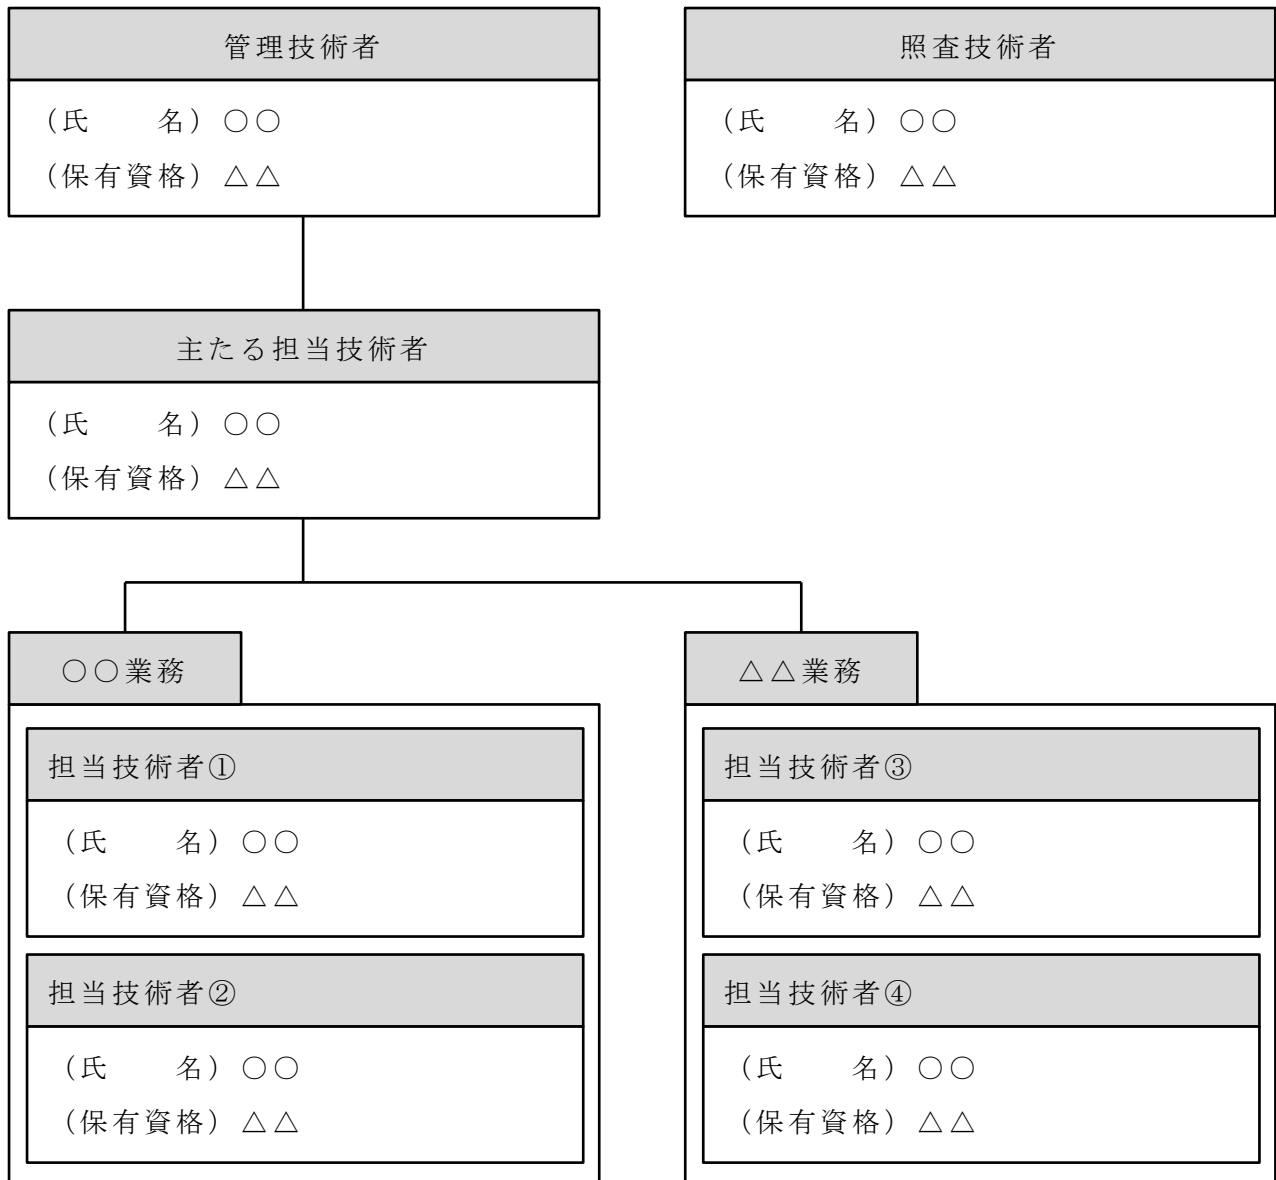 管理技術者
(氏　　名)○○
(保有資格)△△
照査技術者
(氏　　名)○○
(保有資格)△△
主たる担当技術者
(氏　　名)○○
(保有資格)△△
○○業務
担当技術者①
(氏　　名)○○
(保有資格)△△
担当技術者②
(氏　　名)○○
(保有資格)△△
△△業務
担当技術者③
(氏　　名)○○
(保有資格)△△
担当技術者④
(氏　　名)○○
(保有資格)△△